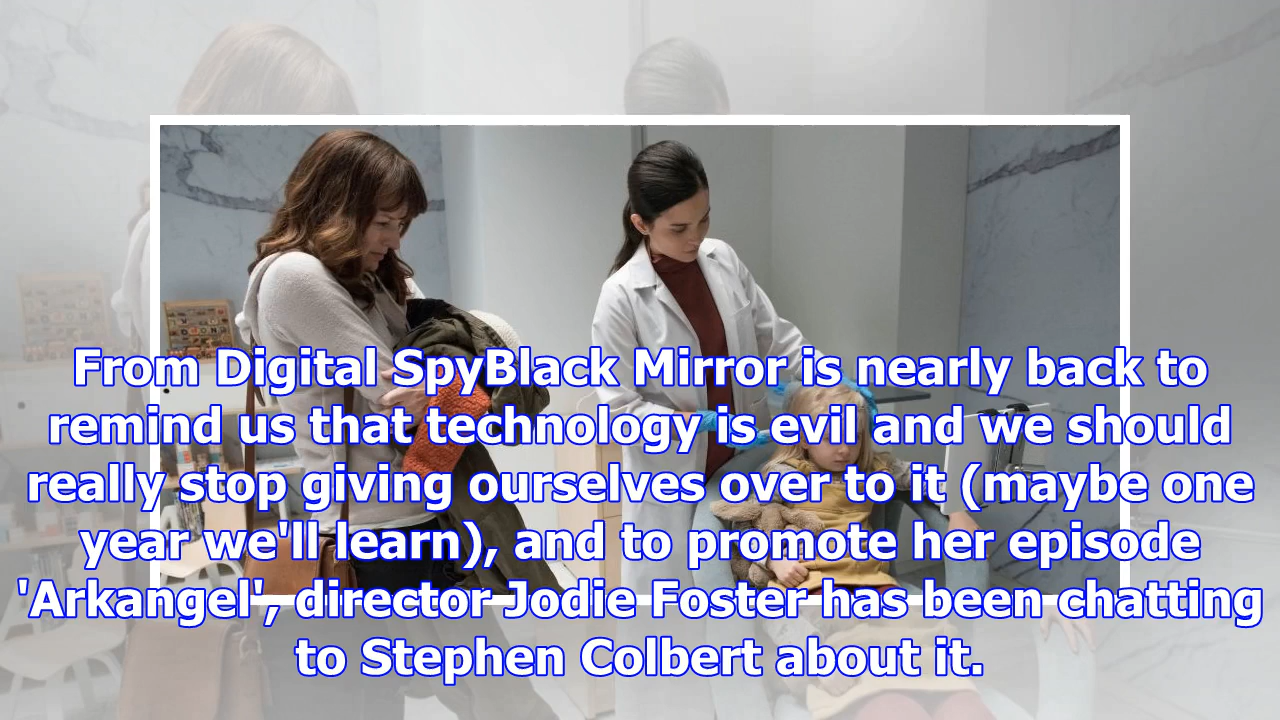 From Digital SpyBlack Mirror is nearly back to
remind us that technology is evil and we should
really stop giving ourselves over to it (maybe one
year we'll learn), and to promote her episode
'Arkangel', director Jodie Foster has been chatting
to Stephen Colbert about it.